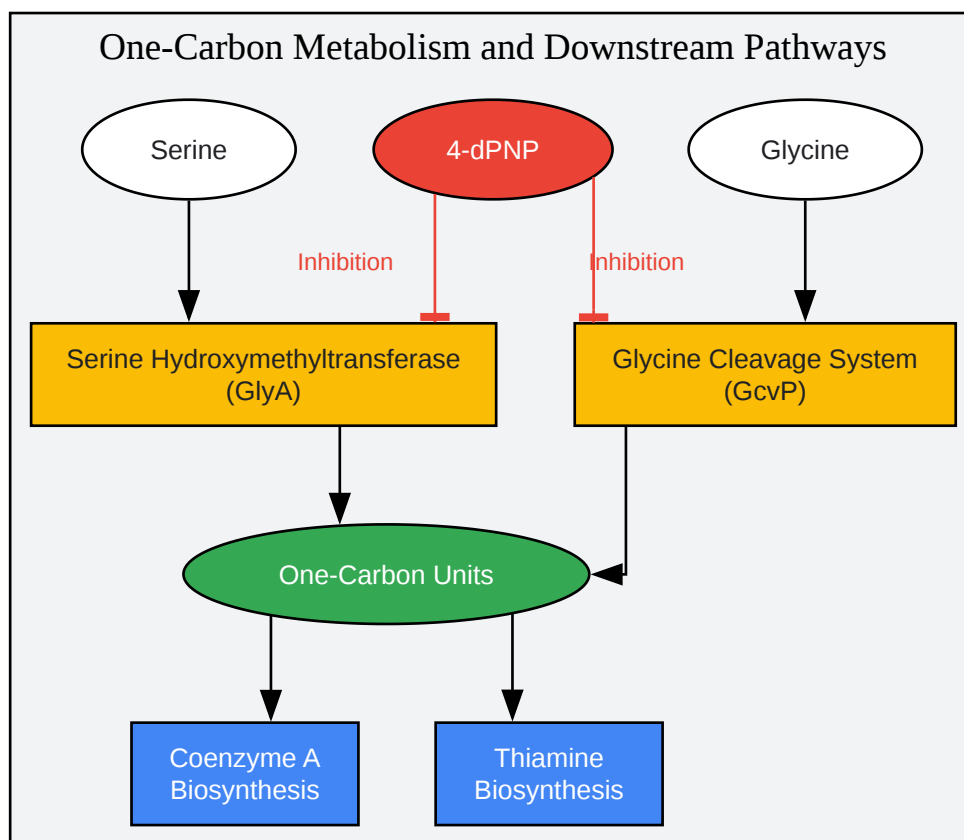 One-Carbon Metabolism and Downstream Pathways
Serine
4-dPNP
Glycine
Inhibition
Inhibition
Serine Hydroxymethyltransferase
(GlyA)
Glycine Cleavage System
(GcvP)
One-Carbon Units
Coenzyme A
Biosynthesis
Thiamine
Biosynthesis